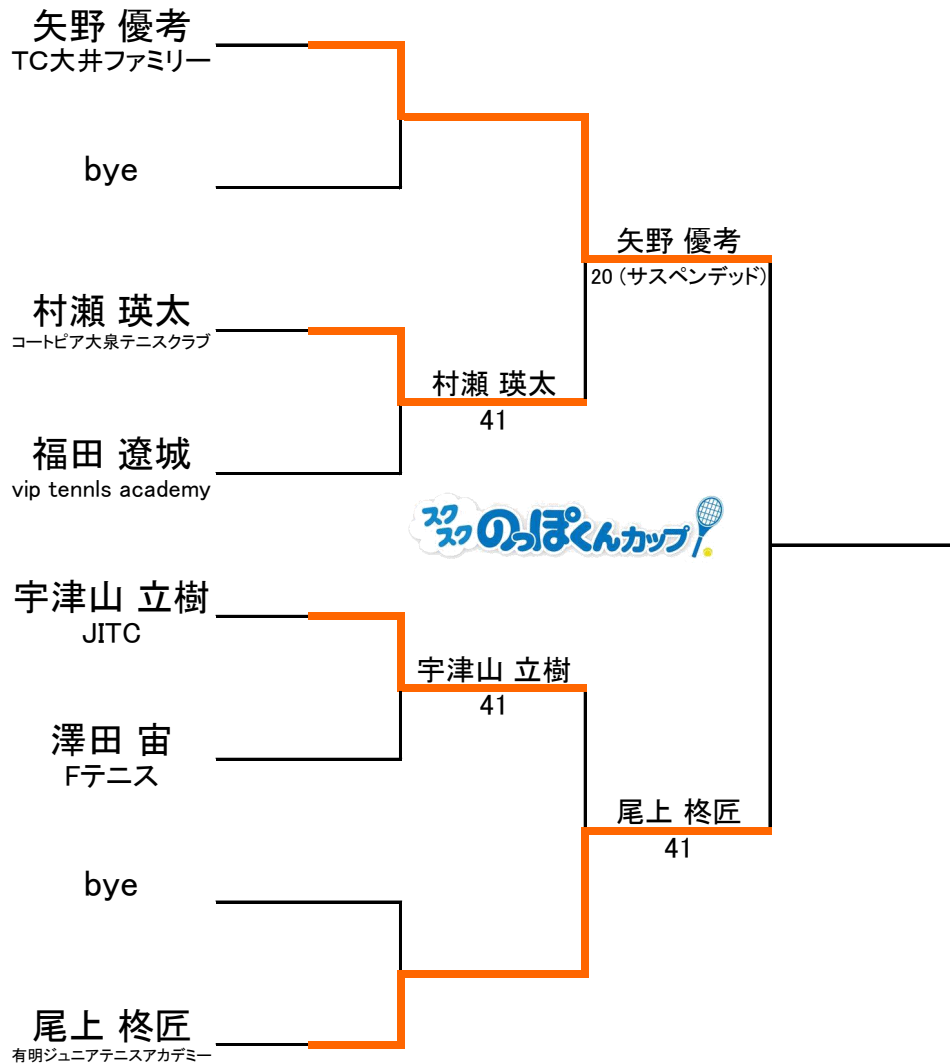 矢野 優考
TC大井ファミリー
bye
矢野 優考
20 (サスペンデッド)
村瀬 瑛太
コートピア大泉テニスクラブ
村瀬 瑛太
41
福田 遼城
vip tennls academy
スクスクのっぽくんカップ
宇津山 立樹
JITC
宇津山 立樹
41
澤田 宙
Fテニス
尾上 柊匠
41
bye
尾上 柊匠
有明ジュニアテニスアカデミー